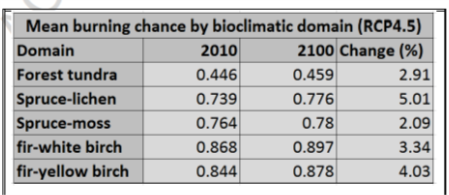 Mean burning chance by bioclimatic domain (RCP4.5)
Domain 2010 2100 Change (%)
Forest tundra 0.446 0.459 2.91
Spruce-lichen 0.739 0.776 5.01
Spruce-moss 0.764 0.78 2.09
fir-white birch 0.868 0.897 3.34
fir-yellow birch 0.844 0.878 4.03